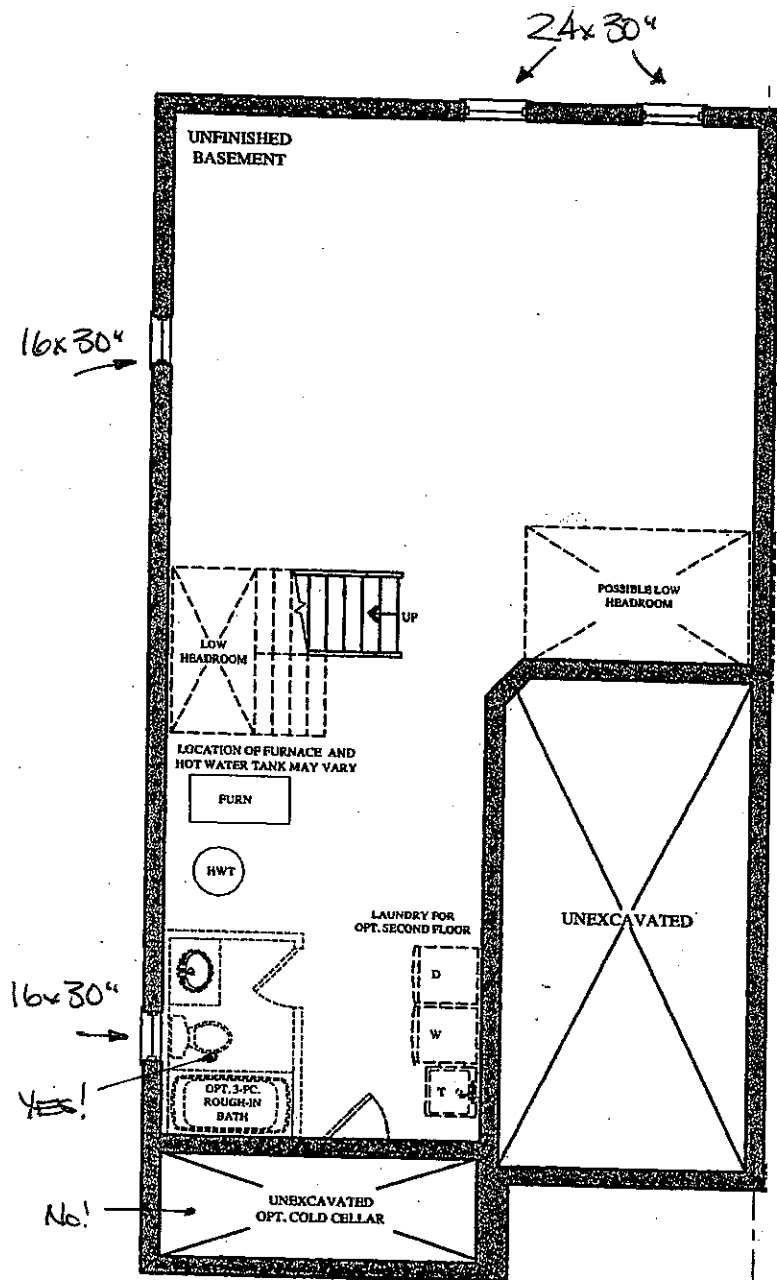 24x30"
UNFINISHED
BASEMENT
16x30"
POSSIBLE LOW
HEADROOM
UP
LOW
HEADROOM
LOCATION OF FURNACE AND
HOT WATER TANK MAY VARY
FURN
HWT
LAUNDRY FOR
OPT. SECOND FLOOR
UNEXCAVATED
D
16x30"
W
YES!
OPT. 3-PC.
ROUGH-IN
BATH
T
UNEXCAVATED
OPT. COLD CELLAR
No!